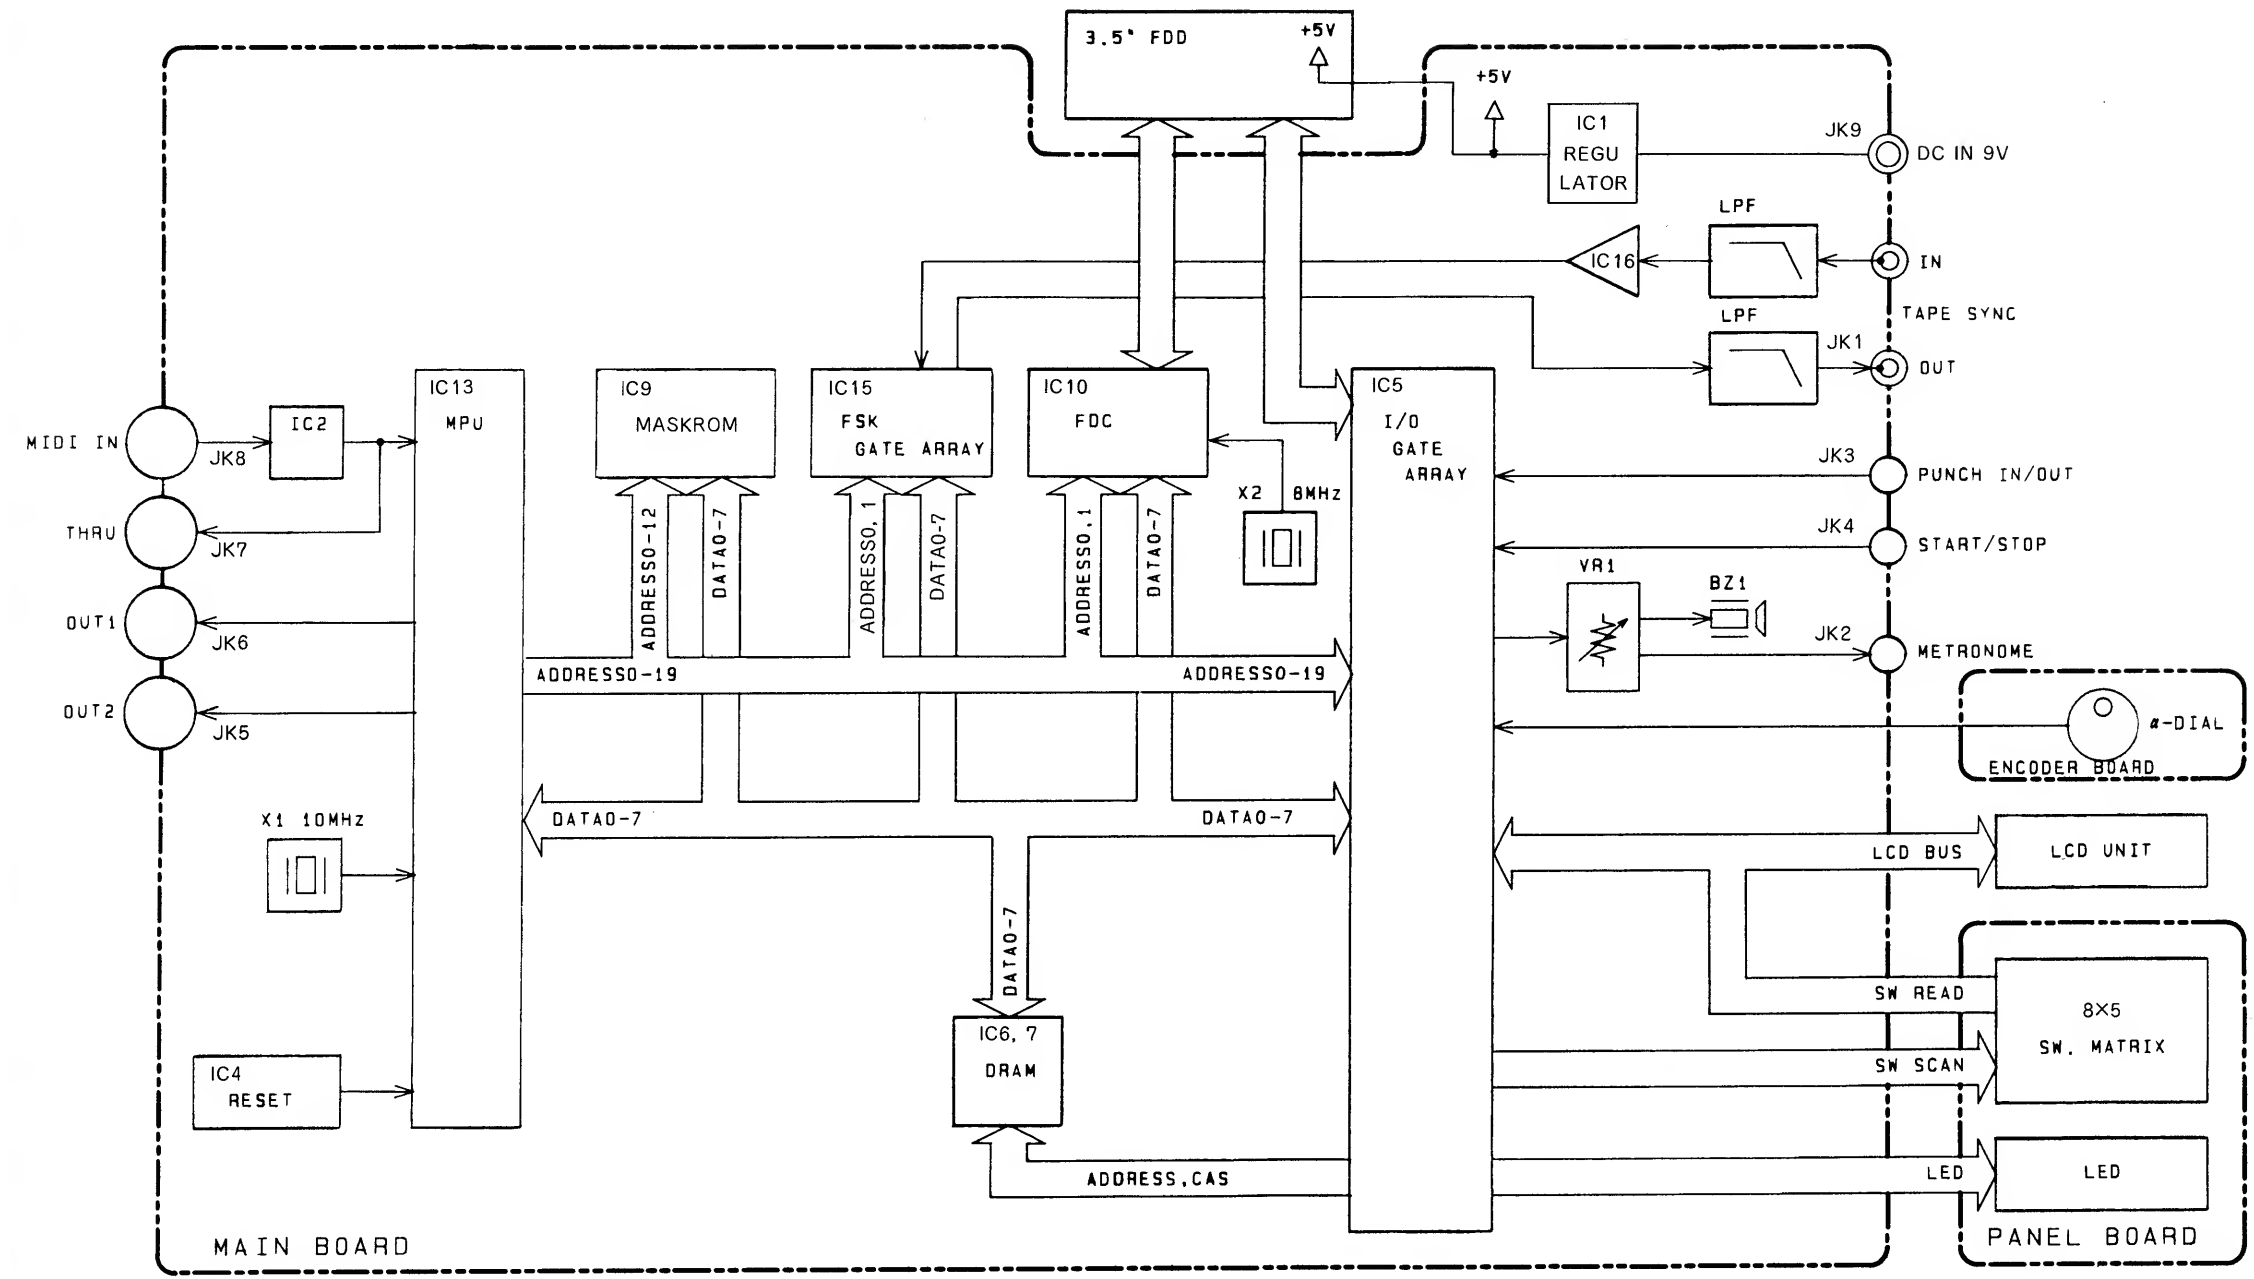 3.5" FDD
+5V
+5V
IC1
REGU
LATOR
JK9
DC IN 9V
LPF
IC16
IN
TAPE SYNC
LPF
JK1
OUT
IC13
MPU
IC9
MASKROM
IC15
FSK
GATE ARRAY
IC10
FDC
IC5
I/O
GATE
ARRAY
MIDI IN
JK8
IC2
THRU
JK7
OUT1
JK6
OUT2
JK5
X2 8MHz
JK3
PUNCH IN/OUT
JK4
START/STOP
VR1
BZ1
JK2
METRONOME
ADDRESS0-12
DATA0-7
ADDRESS0,1
DATA0-7
ADDRESS0,1
DATA0-7
ADDRESS0-19
ADDRESS0-19
α-DIAL
ENCODER BOARD
X1 10MHz
DATA0-7
DATA0-7
LCD BUS
LCD UNIT
DATA0-7
SW READ
8X5
SW. MATRIX
SW SCAN
IC6, 7
DRAM
IC4
RESET
ADDRESS,CAS
LED
LED
MAIN BOARD
PANEL BOARD